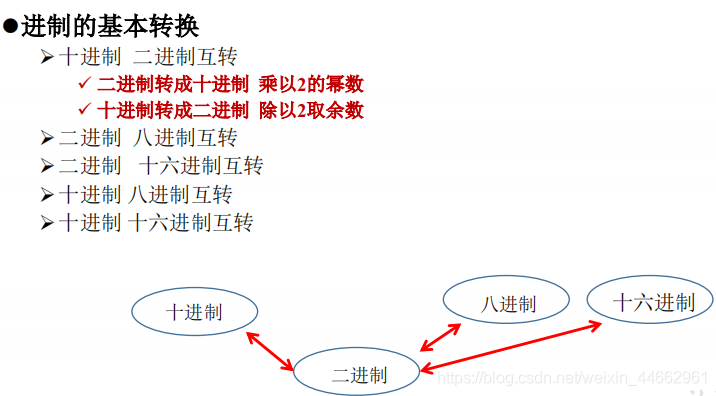 ●进制的基本转换
➢十进制 二进制互转
✓ 二进制转成十进制 乘以2的幂数
✓ 十进制转成二进制 除以2取余数
➢二进制 八进制互转
➢二进制 十六进制互转
➢十进制 八进制互转
➢十进制 十六进制互转
十进制
八进制
十六进制
二进制
https://blog.csdn.net/weixin_44662961